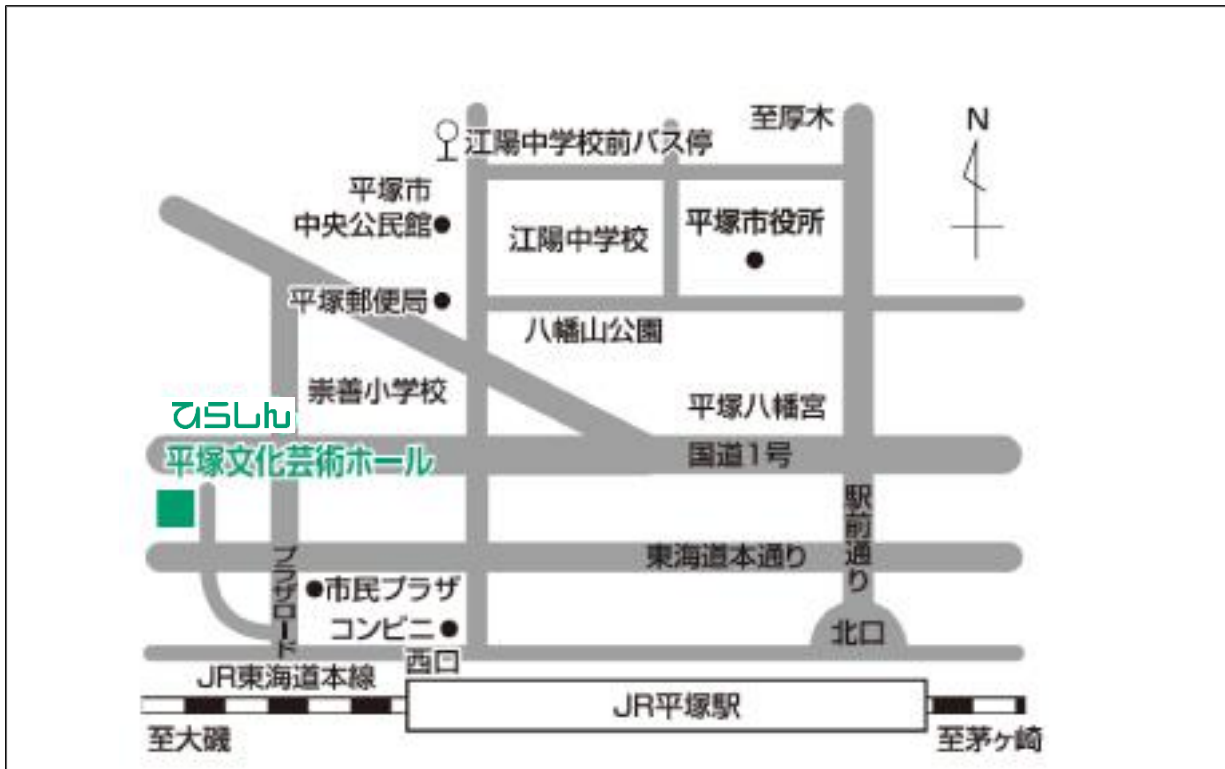 至厚木
N
江陽中学校前バス停
平塚市
中央公民館
江陽中学校
平塚市役所
平塚郵便局
八幡山公園
崇善小学校
平塚八幡宮
ひらしん
平塚文化芸術ホール
国道1号
駅前通り
東海道本通り
プラザロード
市民プラザ
コンビニ
西口
北口
JR東海道本線
JR平塚駅
至大磯
至茅ヶ崎